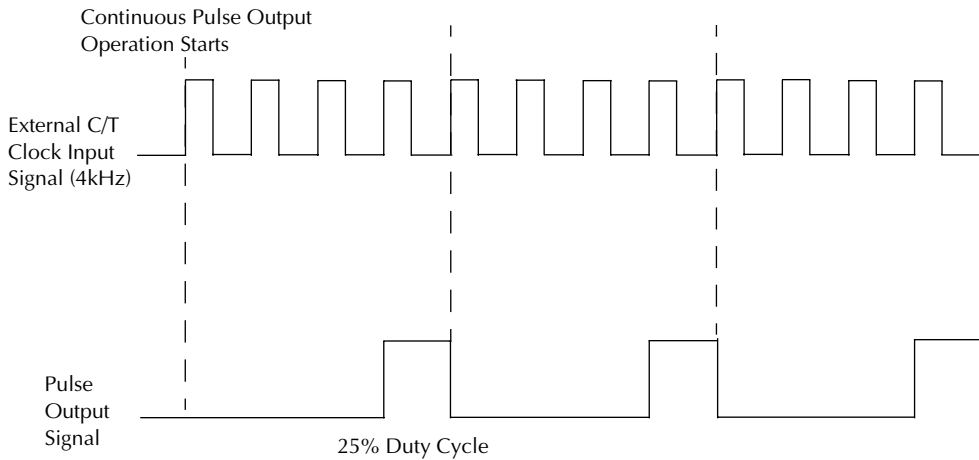 Continuous Pulse Output
Operation Starts
External C/T
Clock Input
Signal (4kHz)
Pulse
Output
Signal
25% Duty Cycle